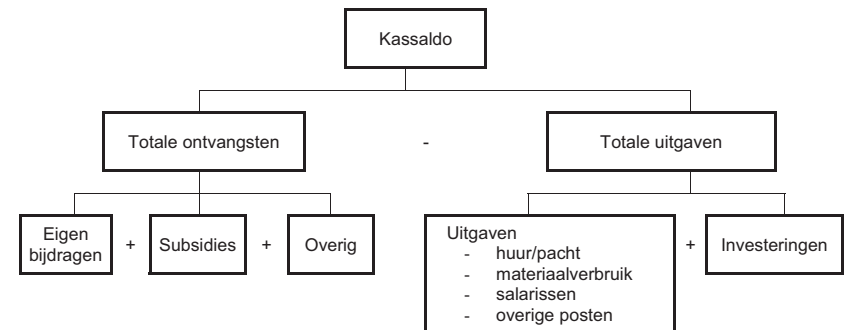 Kassaldo
Totale ontvangsten
-
Totale uitgaven
Eigen
bijdragen
+
Subsidies
+
Overig
Uitgaven
- huur/pacht
- materiaalverbruik
- salarissen
- overige posten
+
Investeringen